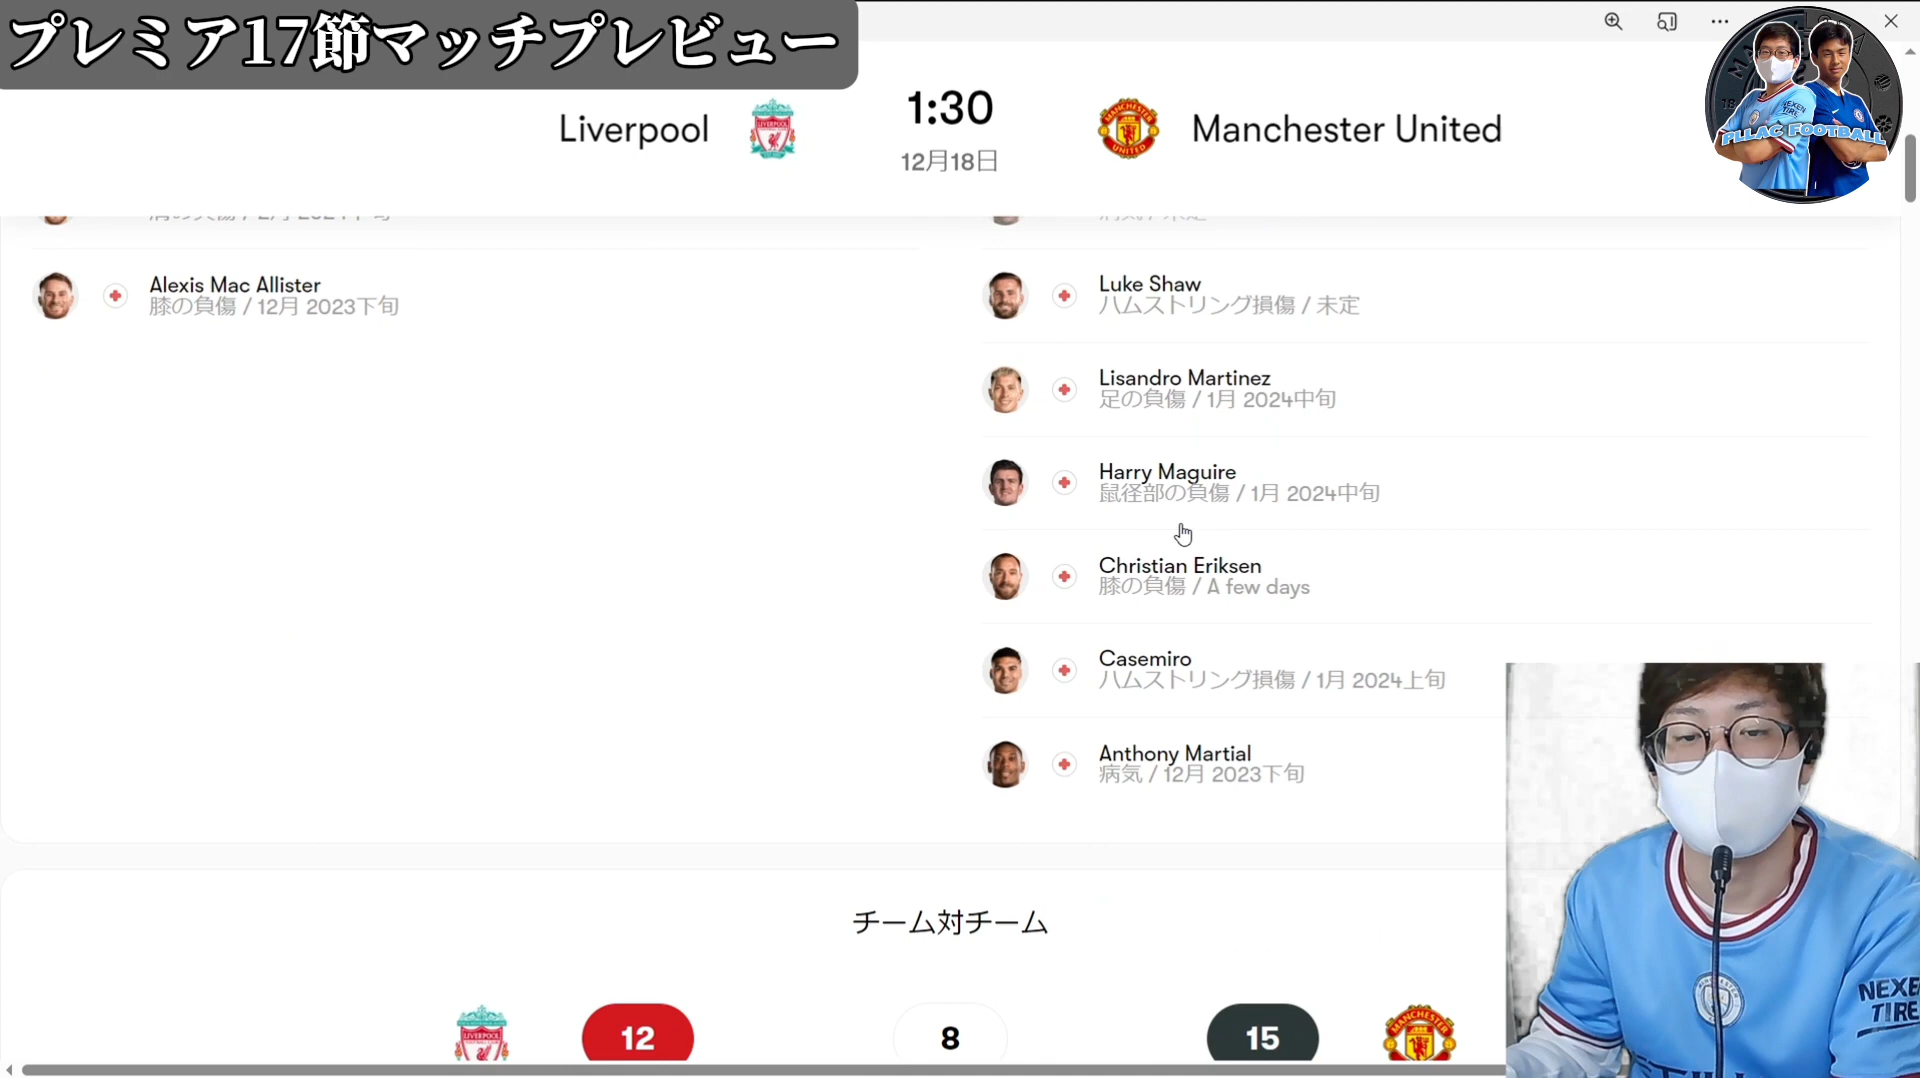 プレミア17節マッチプレビュー
Liverpool
1:30
12月18日
Manchester United
PLLAC FOOTBALL
Alexis Mac Allister
膝の負傷 / 12月 2023下旬
Luke Shaw
ハムストリング損傷 / 未定
Lisandro Martinez
足の負傷 / 1月 2024中旬
Harry Maguire
鼠径部の負傷 / 1月 2024中旬
Christian Eriksen
膝の負傷 / A few days
Casemiro
ハムストリング損傷 / 1月 2024上旬
Anthony Martial
病気 / 12月 2023下旬
チーム対チーム
12
8
15
NEXEN
TIRE